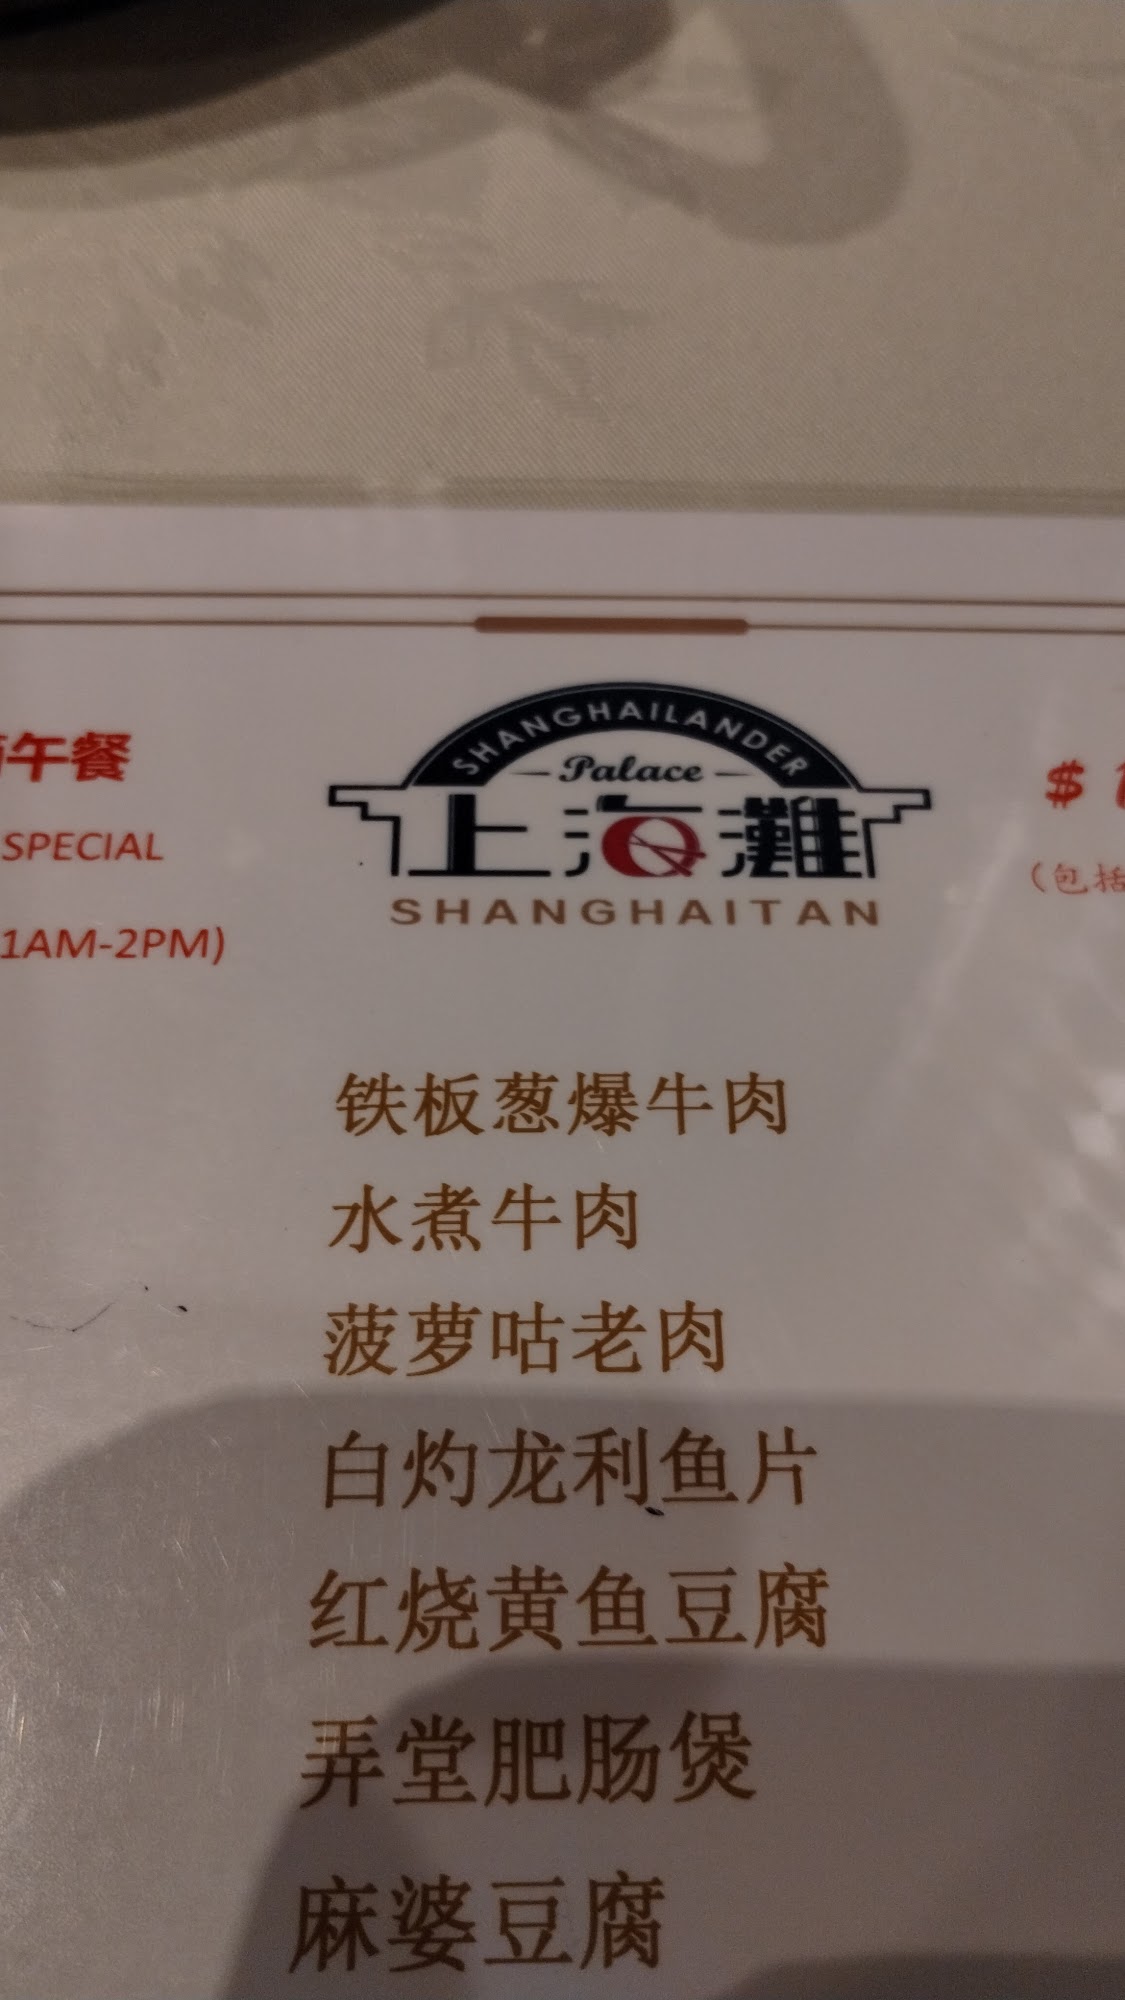 SHANGHAILANDER
Palace
午餐
上海灘
$
SPECIAL
(包括
SHANGHAITAN
1AM-2PM)
铁板葱爆牛肉
水煮牛肉
菠萝咕老肉
白灼龙利鱼片
红烧黄鱼豆腐
弄堂肥肠煲
麻婆豆腐